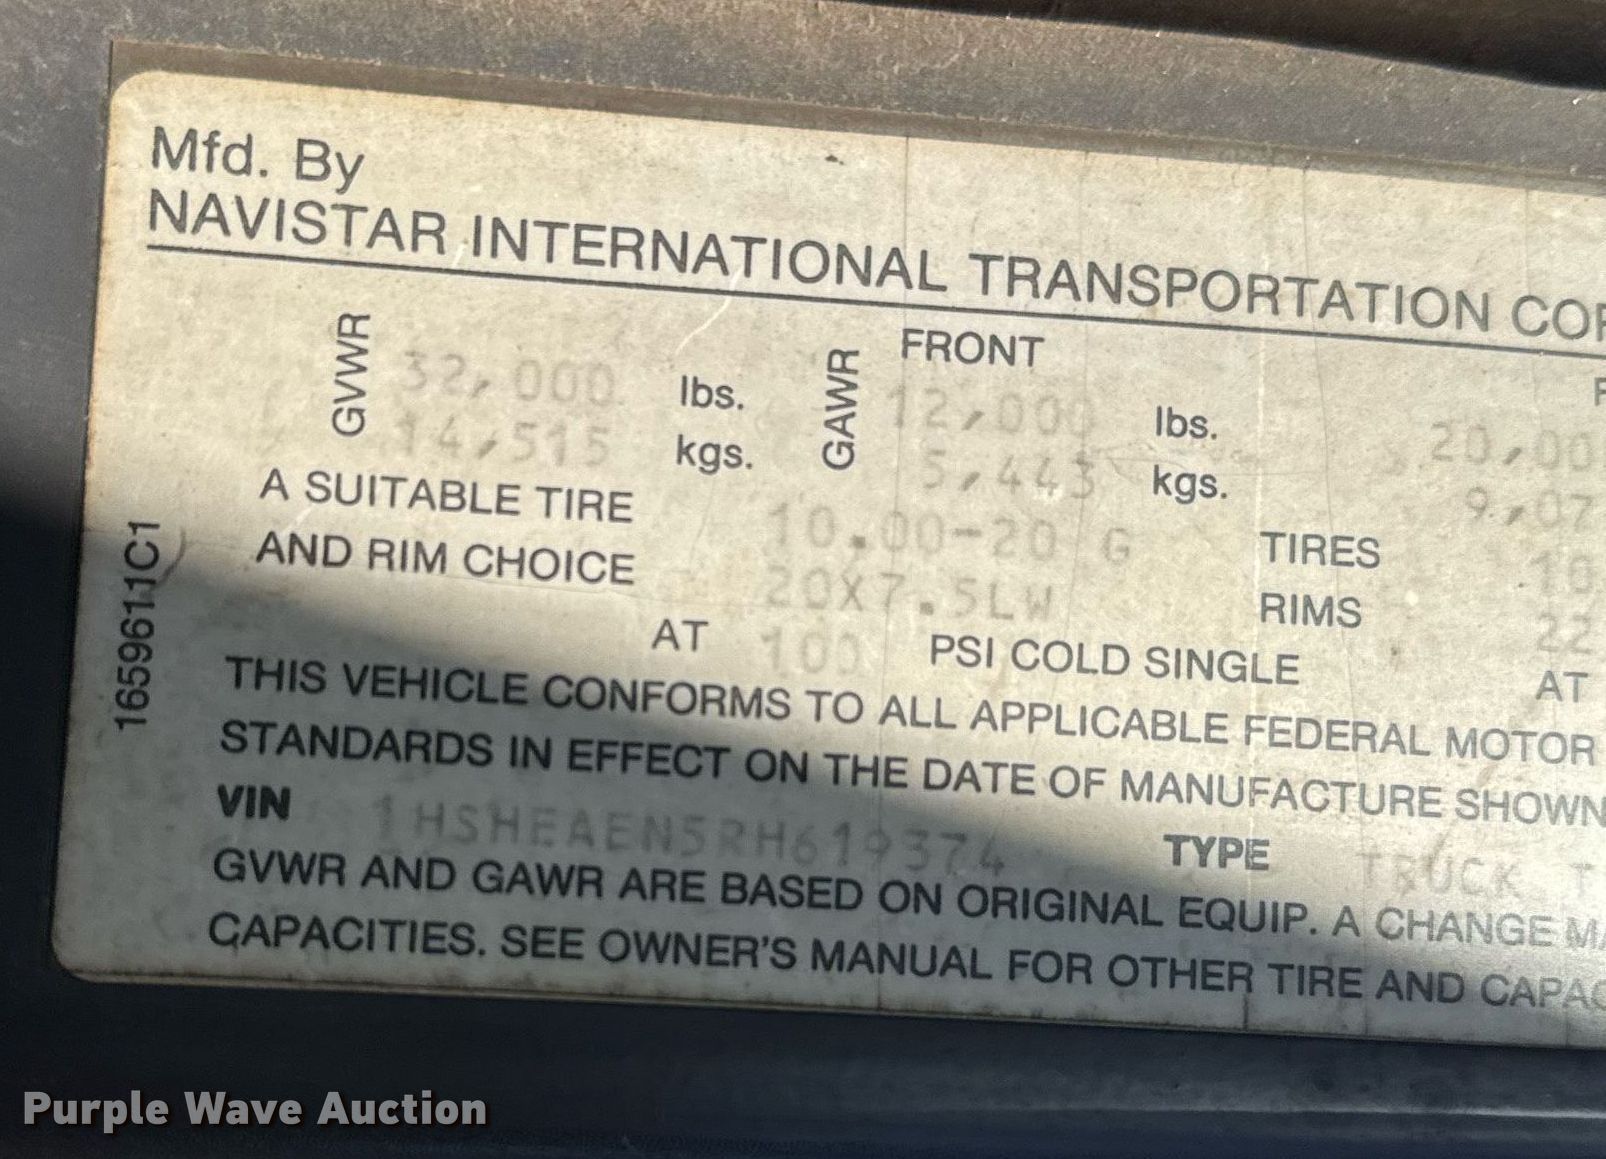 Mfd. By
NAVISTAR INTERNATIONAL TRANSPORTATION COR
FRONT
GVWR 32,000 lbs. GAWR 12,000 lbs. 20,00
14,515 kgs. 5,443 kgs. 9,07
A SUITABLE TIRE 10.00-20 G TIRES 10
AND RIM CHOICE 20X7.5LW RIMS 22
AT 100 PSI COLD SINGLE AT
THIS VEHICLE CONFORMS TO ALL APPLICABLE FEDERAL MOTOR
STANDARDS IN EFFECT ON THE DATE OF MANUFACTURE SHOWN
VIN 1HSHEAEN5RH619374 TYPE TRUCK T
GVWR AND GAWR ARE BASED ON ORIGINAL EQUIP. A CHANGE MA
CAPACITIES. SEE OWNER'S MANUAL FOR OTHER TIRE AND CAPAC
1659611C1
Purple Wave Auction